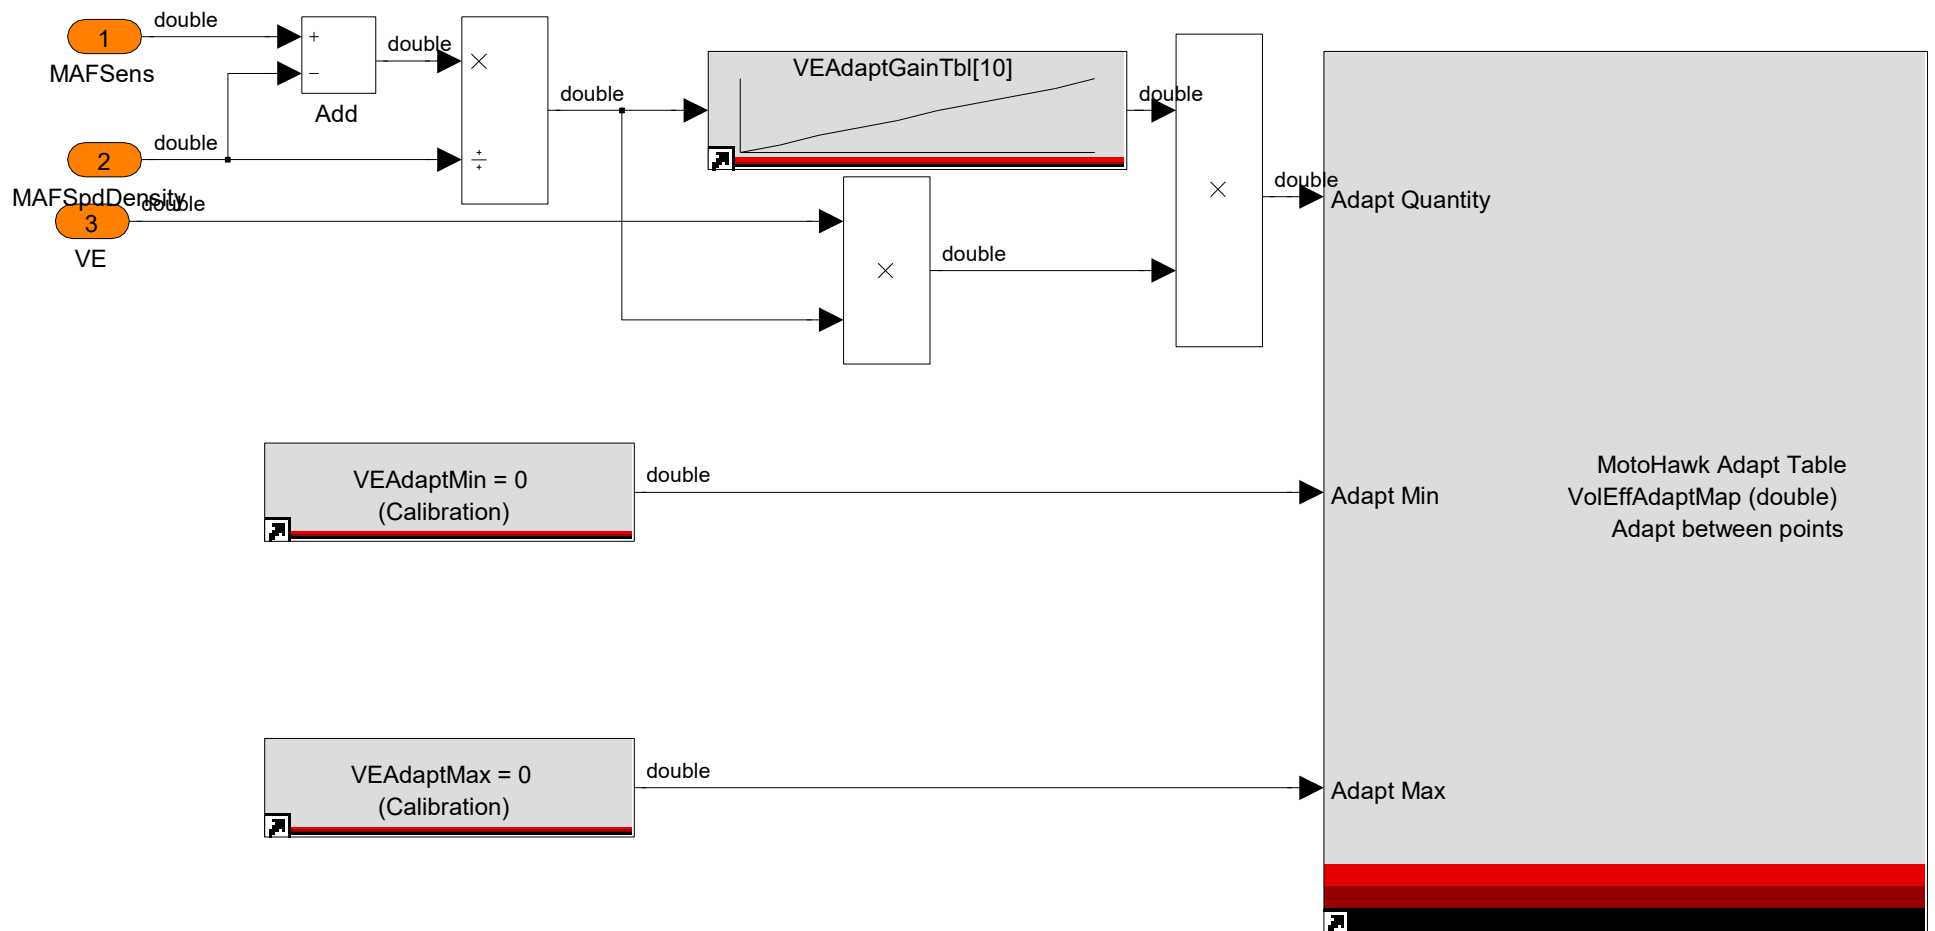 double
1
MAFSens
+
−
Add
double
×
÷
double
2
MAFSpdDensity
double
3
VE
double
VEAdaptGainTbl[10]
double
×
double
×
double
Adapt Quantity
VEAdaptMin = 0
(Calibration)
double
Adapt Min
MotoHawk Adapt Table
VolEffAdaptMap (double)
Adapt between points
VEAdaptMax = 0
(Calibration)
double
Adapt Max